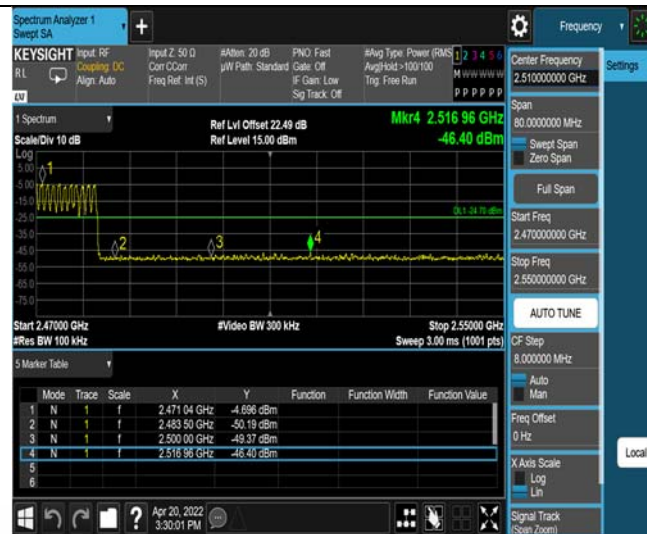 Spectrum Analyzer 1
Swept SA
+
Frequency
KEYSIGHT
Input: RF
Input Z: 50 Ω
#Atten: 20 dB
PNO: Fast
#Avg Type: Power (RMS
1 2 3 4 5 6
RL
Coupling: DC
Corr CCorr
µW Path: Standard
Gate: Off
Avg|Hold:>100/100
M W W W W W
Align: Auto
Freq Ref: Int (S)
IF Gain: Low
Trig: Free Run
Sig Track: Off
P P P P P P
LXI
Center Frequency
2.510000000 GHz
Settings
Span
80.0000000 MHz
Swept Span
Zero Span
Full Span
Start Freq
2.470000000 GHz
Stop Freq
2.550000000 GHz
AUTO TUNE
CF Step
8.000000 MHz
Auto
Man
Freq Offset
0 Hz
X Axis Scale
Log
Lin
Local
Signal Track
(Span Zoom)
1 Spectrum
Ref Lvl Offset 22.49 dB
Mkr4 2.516 96 GHz
Scale/Div 10 dB
Ref Level 15.00 dBm
-46.40 dBm
Log
5.00
-5.00
-15.0
-25.0
-35.0
-45.0
-55.0
-65.0
-75.0
1
2
3
4
DL1 -24.70 dBm
Start 2.47000 GHz
#Video BW 300 kHz
Stop 2.55000 GHz
#Res BW 100 kHz
Sweep 3.00 ms (1001 pts)
5 Marker Table
Mode Trace Scale X Y Function Function Width Function Value
1 N 1 f 2.471 04 GHz -4.696 dBm
2 N 1 f 2.483 50 GHz -50.19 dBm
3 N 1 f 2.500 00 GHz -49.37 dBm
4 N 1 f 2.516 96 GHz -46.40 dBm
5
6
?
Apr 20, 2022
3:30:01 PM